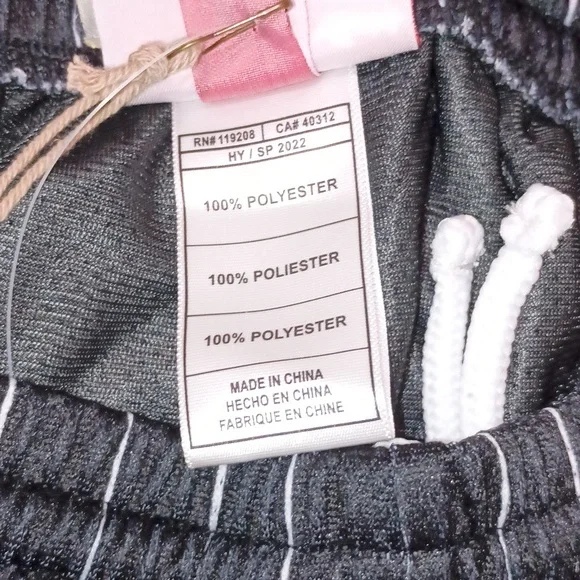 RN# 119208 CA# 40312
HY / SP 2022
100% POLYESTER
100% POLIESTER
100% POLYESTER
MADE IN CHINA
HECHO EN CHINA
FABRIQUE EN CHINE